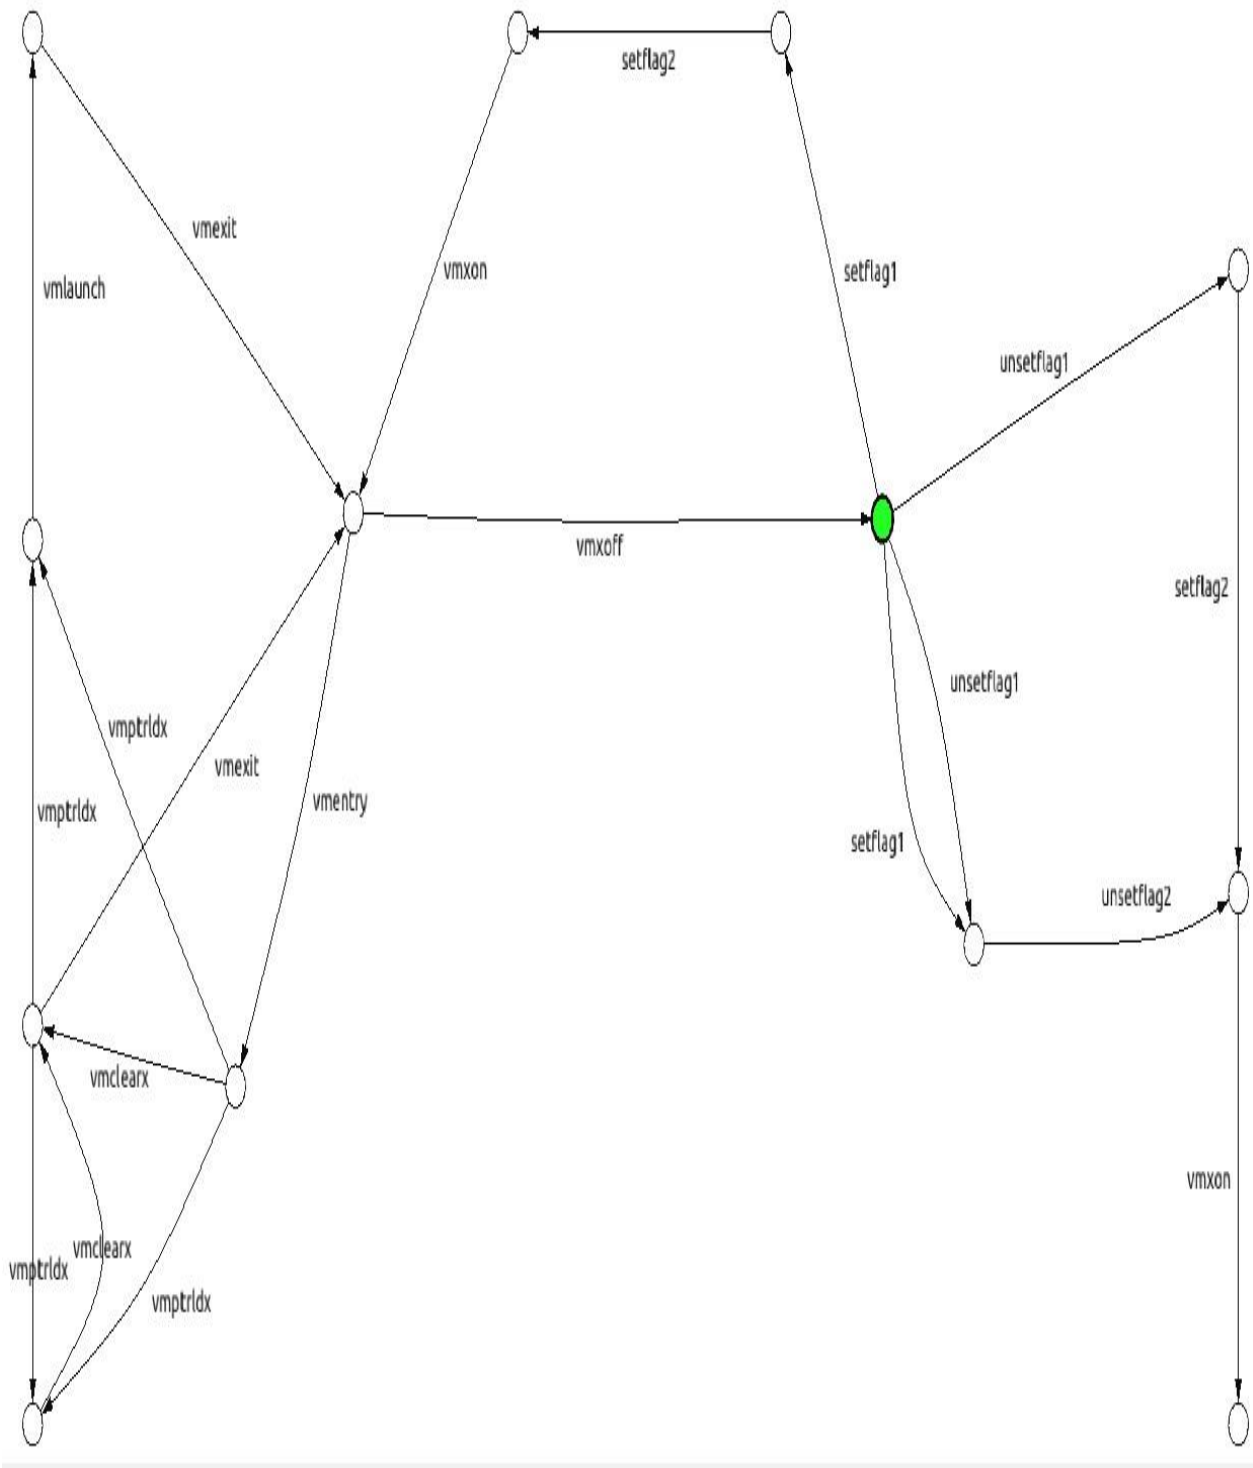 setflag2
vmexit
vmxon
setflag1
vmlaunch
unsetflag1
vmxoff
setflag2
unsetflag1
vmptrldx
vmexit
vmentry
vmptrldx
setflag1
unsetflag2
vmclearx
vmxon
vmclearx
vmptrldx
vmptrldx